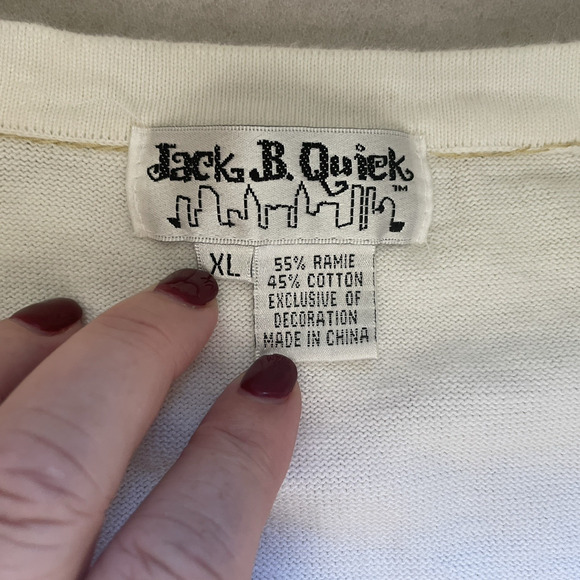 Jack B. Quick
TM
XL
55% RAMIE
45% COTTON
EXCLUSIVE OF
DECORATION
MADE IN CHINA